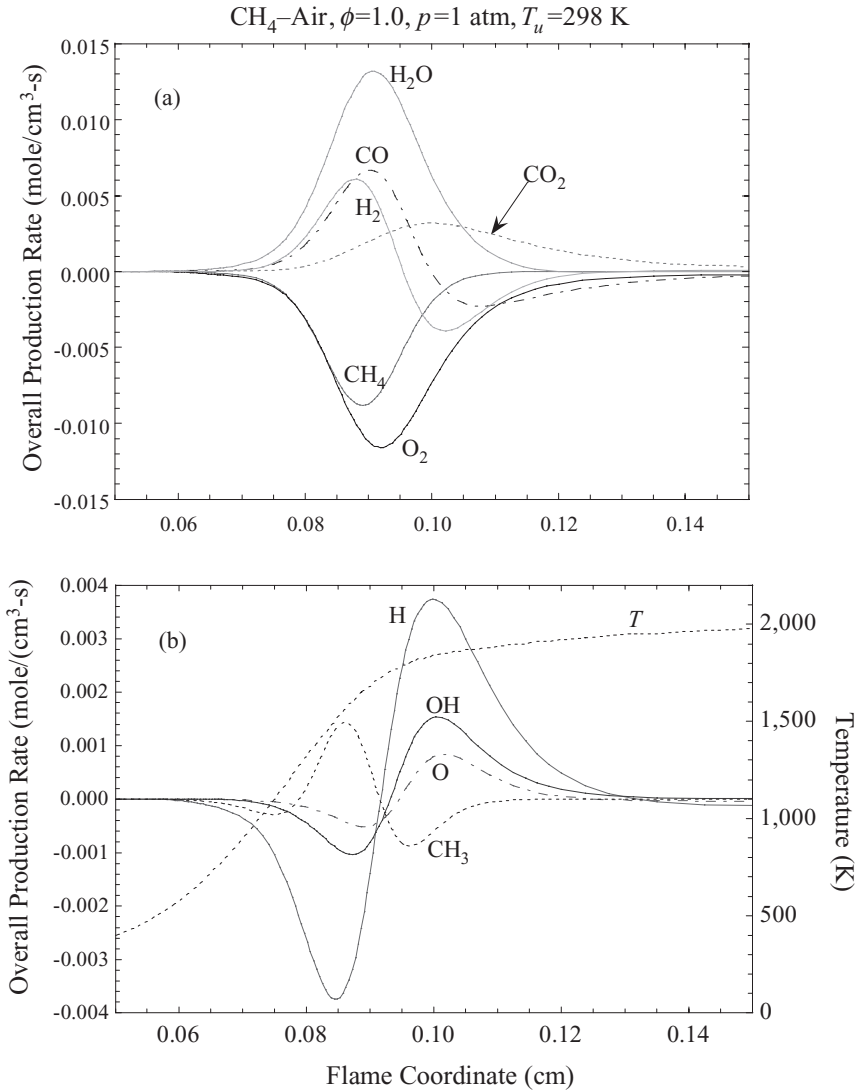 CH₄–Air, ϕ=1.0, p=1 atm, Tᵤ=298 K
Overall Production Rate (mole/cm³-s)
0.015
0.010
0.005
0.000
-0.005
-0.010
-0.015
(a)
H₂O
CO
H₂
CO₂
CH₄
O₂
0.06 0.08 0.10 0.12 0.14
Overall Production Rate (mole/(cm³-s)
0.004
0.003
0.002
0.001
0.000
-0.001
-0.002
-0.003
-0.004
(b)
H
T
OH
O
CH₃
2,000
1,500
1,000
500
0
Temperature (K)
0.06 0.08 0.10 0.12 0.14
Flame Coordinate (cm)